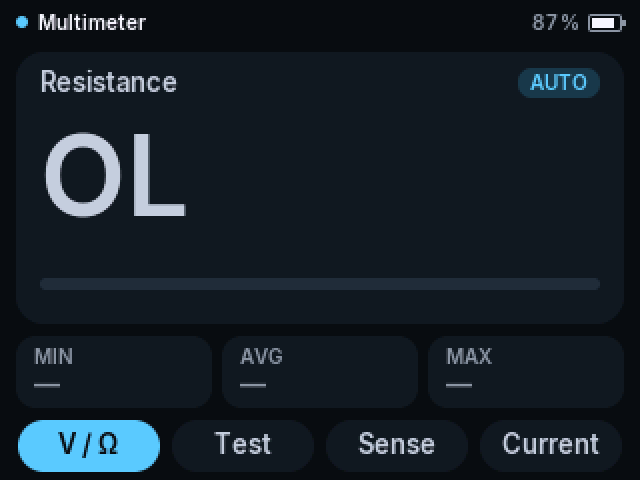 Multimeter
87%
Resistance
AUTO
OL
MIN
AVG
MAX
—
—
—
V / Ω
Test
Sense
Current